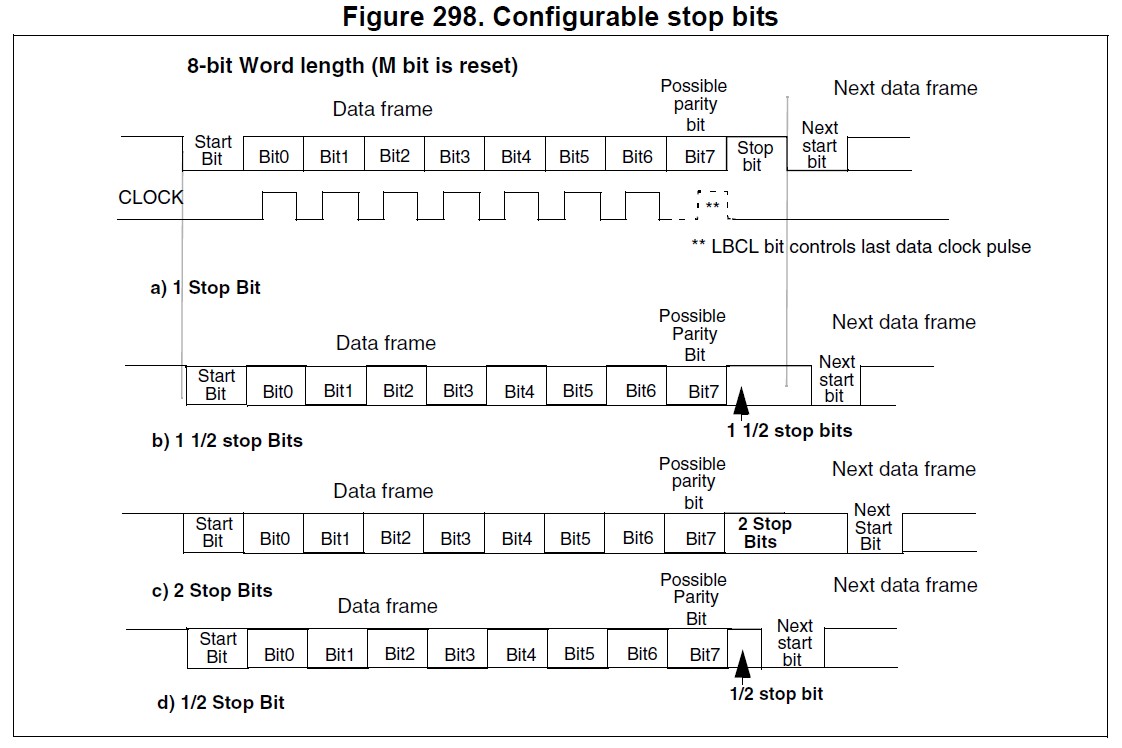 Figure 298. Configurable stop bits
8-bit Word length (M bit is reset)
Data frame
Possible
parity
bit
Next data frame
Start
Bit
Bit0
Bit1
Bit2
Bit3
Bit4
Bit5
Bit6
Bit7
Stop
bit
Next
start
bit
CLOCK
**
** LBCL bit controls last data clock pulse
a) 1 Stop Bit
Data frame
Possible
Parity
Bit
Next data frame
Start
Bit
Bit0
Bit1
Bit2
Bit3
Bit4
Bit5
Bit6
Bit7
Next
start
bit
1 1/2 stop bits
b) 1 1/2 stop Bits
Data frame
Possible
parity
bit
Next data frame
Start
Bit
Bit0
Bit1
Bit2
Bit3
Bit4
Bit5
Bit6
Bit7
2 Stop
Bits
Next
Start
Bit
c) 2 Stop Bits
Data frame
Possible
Parity
Bit
Next data frame
Start
Bit
Bit0
Bit1
Bit2
Bit3
Bit4
Bit5
Bit6
Bit7
Next
start
bit
1/2 stop bit
d) 1/2 Stop Bit